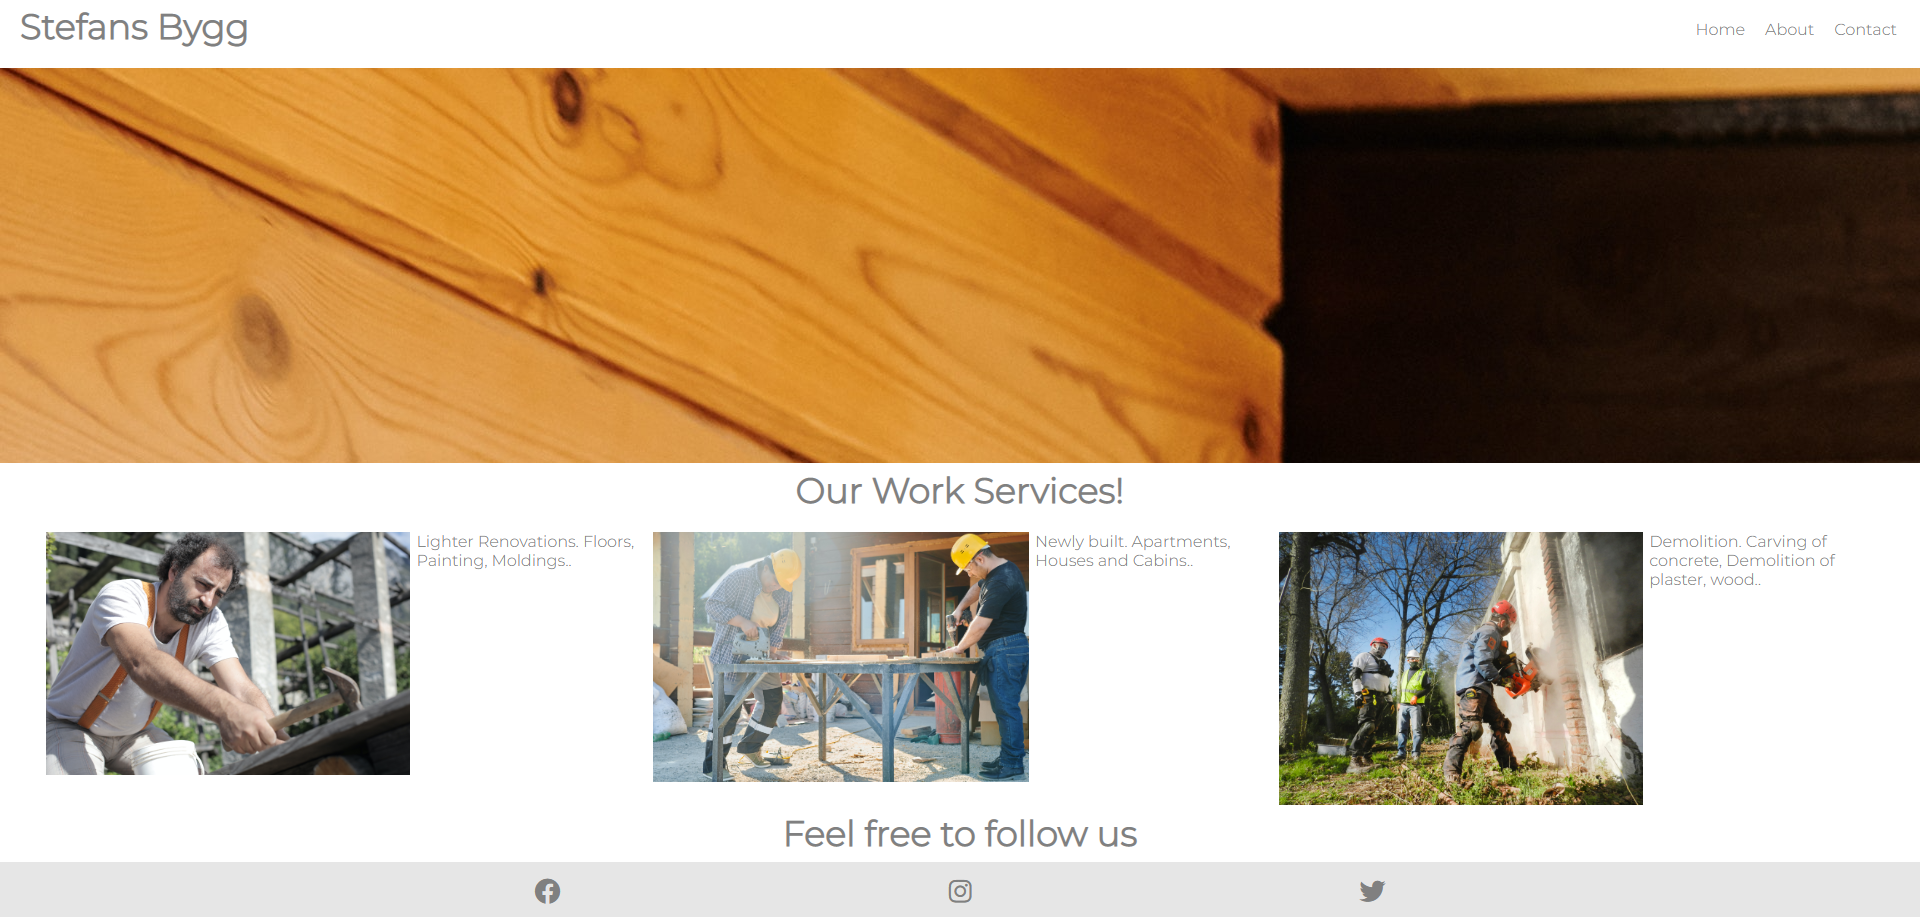 Stefans Bygg
Home About Contact
Our Work Services!
Lighter Renovations. Floors,
Painting, Moldings..
Newly built. Apartments,
Houses and Cabins..
Demolition. Carving of
concrete, Demolition of
plaster, wood..
Feel free to follow us